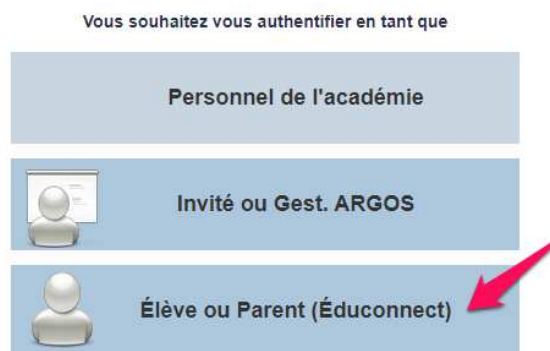 Vous souhaitez vous authentifier en tant que
Personnel de l'académie
Invité ou Gest. ARGOS
Élève ou Parent (Éduconnect)